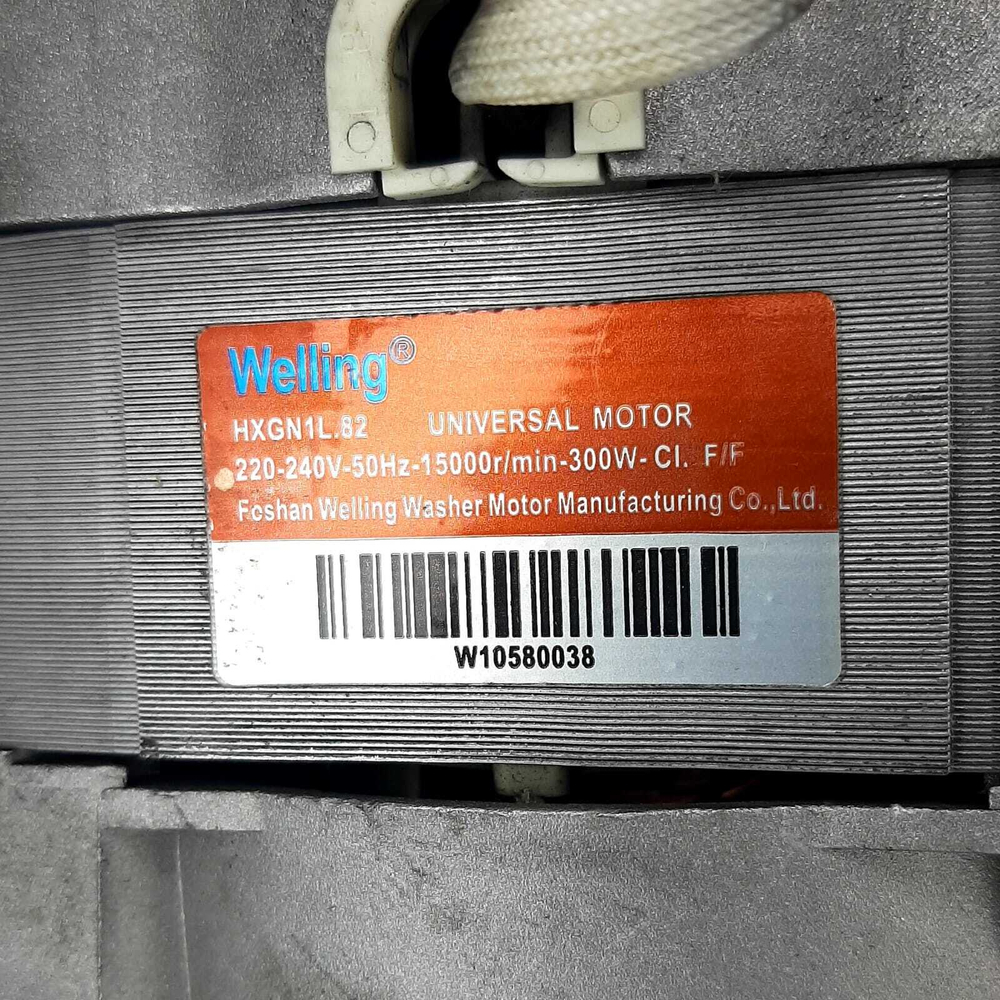 Welling®
HXGN1L.82 UNIVERSAL MOTOR
220-240V-50Hz-15000r/min-300W- Cl. F/F
Foshan Welling Washer Motor Manufacturing Co.,Ltd.
W10580038